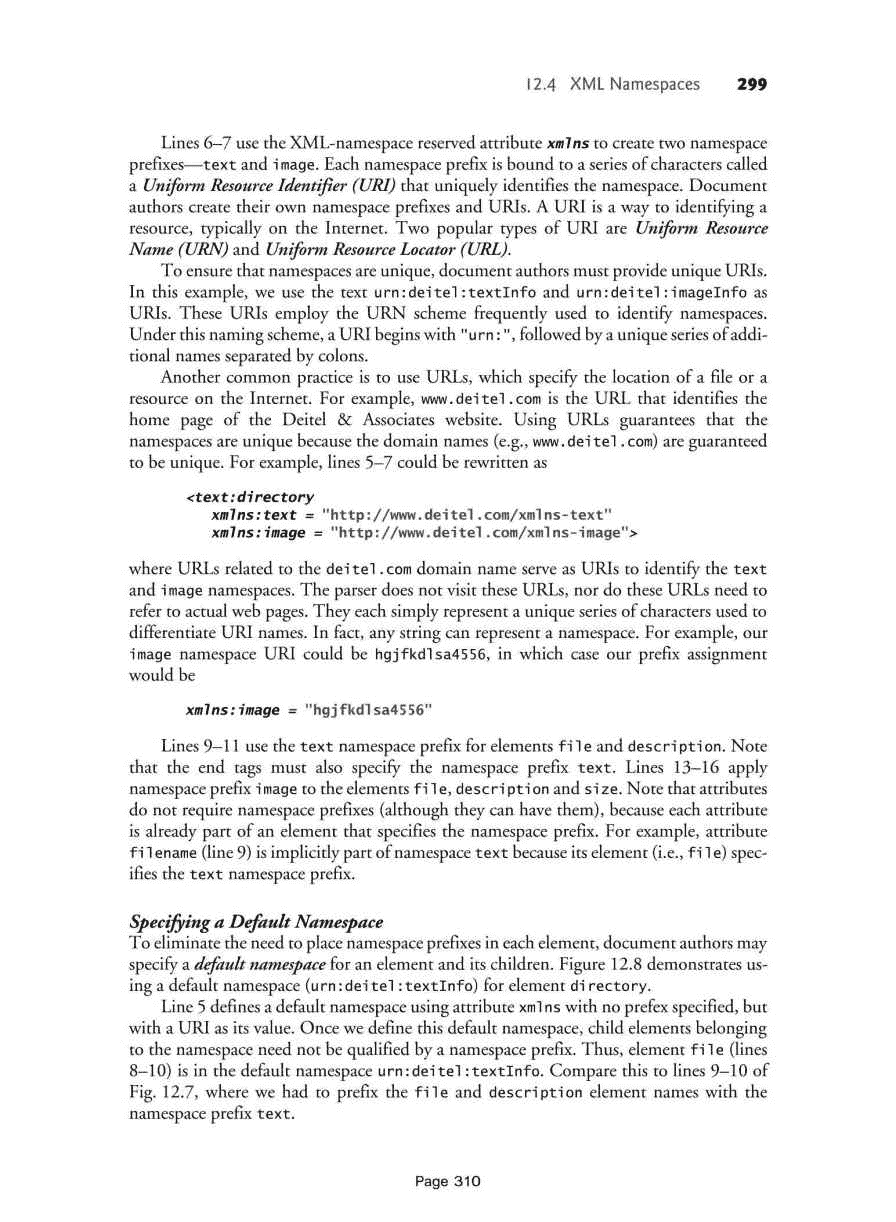 12.4 XML Namespaces 299
Lines 6–7 use the XML-namespace reserved attribute xmlns to create two namespace
prefixes—text and image. Each namespace prefix is bound to a series of characters called
a Uniform Resource Identifier (URI) that uniquely identifies the namespace. Document
authors create their own namespace prefixes and URIs. A URI is a way to identifying a
resource, typically on the Internet. Two popular types of URI are Uniform Resource
Name (URN) and Uniform Resource Locator (URL).
To ensure that namespaces are unique, document authors must provide unique URIs.
In this example, we use the text urn:deitel:textInfo and urn:deitel:imageInfo as
URIs. These URIs employ the URN scheme frequently used to identify namespaces.
Under this naming scheme, a URI begins with "urn:", followed by a unique series of addi-
tional names separated by colons.
Another common practice is to use URLs, which specify the location of a file or a
resource on the Internet. For example, www.deitel.com is the URL that identifies the
home page of the Deitel & Associates website. Using URLs guarantees that the
namespaces are unique because the domain names (e.g., www.deitel.com) are guaranteed
to be unique. For example, lines 5–7 could be rewritten as
<text:directory
xmlns:text = "http://www.deitel.com/xmlns-text"
xmlns:image = "http://www.deitel.com/xmlns-image">
where URLs related to the deitel.com domain name serve as URIs to identify the text
and image namespaces. The parser does not visit these URLs, nor do these URLs need to
refer to actual web pages. They each simply represent a unique series of characters used to
differentiate URI names. In fact, any string can represent a namespace. For example, our
image namespace URI could be hgjfkdlsa4556, in which case our prefix assignment
would be
xmlns:image = "hgjfkdlsa4556"
Lines 9–11 use the text namespace prefix for elements file and description. Note
that the end tags must also specify the namespace prefix text. Lines 13–16 apply
namespace prefix image to the elements file, description and size. Note that attributes
do not require namespace prefixes (although they can have them), because each attribute
is already part of an element that specifies the namespace prefix. For example, attribute
filename (line 9) is implicitly part of namespace text because its element (i.e., file) spec-
ifies the text namespace prefix.
Specifying a Default Namespace
To eliminate the need to place namespace prefixes in each element, document authors may
specify a default namespace for an element and its children. Figure 12.8 demonstrates us-
ing a default namespace (urn:deitel:textInfo) for element directory.
Line 5 defines a default namespace using attribute xmlns with no prefex specified, but
with a URI as its value. Once we define this default namespace, child elements belonging
to the namespace need not be qualified by a namespace prefix. Thus, element file (lines
8–10) is in the default namespace urn:deitel:textInfo. Compare this to lines 9–10 of
Fig. 12.7, where we had to prefix the file and description element names with the
namespace prefix text.
Page 310